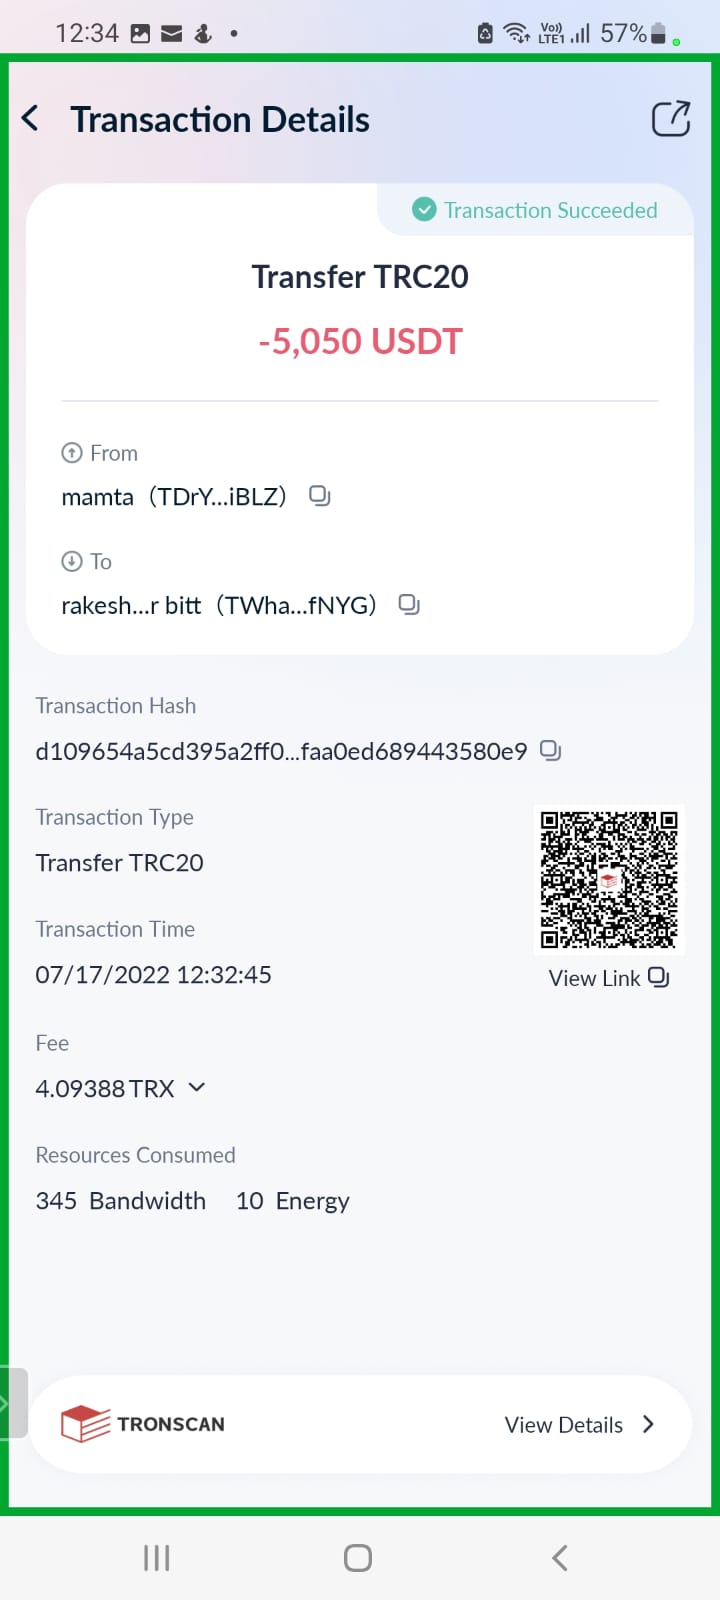 12:34
Vo))
LTE1
57%
Transaction Details
Transaction Succeeded
Transfer TRC20
-5,050 USDT
From
mamta（TDrY...iBLZ）
To
rakesh...r bitt（TWha...fNYG）
Transaction Hash
d109654a5cd395a2ff0...faa0ed689443580e9
Transaction Type
Transfer TRC20
Transaction Time
07/17/2022 12:32:45
View Link
Fee
4.09388 TRX
Resources Consumed
345 Bandwidth 10 Energy
TRONSCAN
View Details